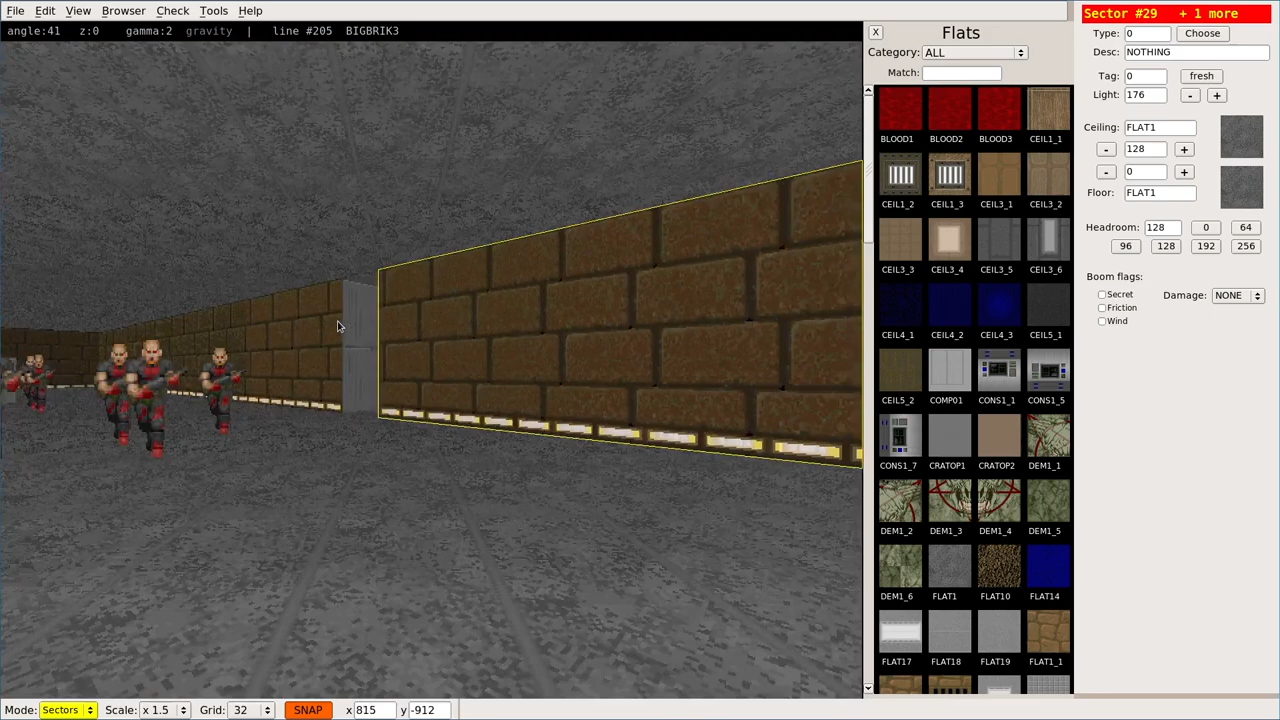 File Edit View Browser Check Tools Help
angle:41 z:0 gamma:2 gravity | line #205 BIGBRIK3
X Flats
Category: ALL
Match:
BLOOD1 BLOOD2 BLOOD3 CEIL1_1
CEIL1_2 CEIL1_3 CEIL3_1 CEIL3_2
CEIL3_3 CEIL3_4 CEIL3_5 CEIL3_6
CEIL4_1 CEIL4_2 CEIL4_3 CEIL5_1
CEIL5_2 COMP01 CONS1_1 CONS1_5
CONS1_7 CRATOP1 CRATOP2 DEM1_1
DEM1_2 DEM1_3 DEM1_4 DEM1_5
DEM1_6 FLAT1 FLAT10 FLAT14
FLAT17 FLAT18 FLAT19 FLAT1_1
Sector #29 + 1 more
Type: 0 Choose
Desc: NOTHING
Tag: 0 fresh
Light: 176 - +
Ceiling: FLAT1
- 128 +
- 0 +
Floor: FLAT1
Headroom: 128 0 64
96 128 192 256
Boom flags:
Secret Damage: NONE
Friction
Wind
Mode: Sectors Scale: x 1.5 Grid: 32 SNAP x 815 y -912